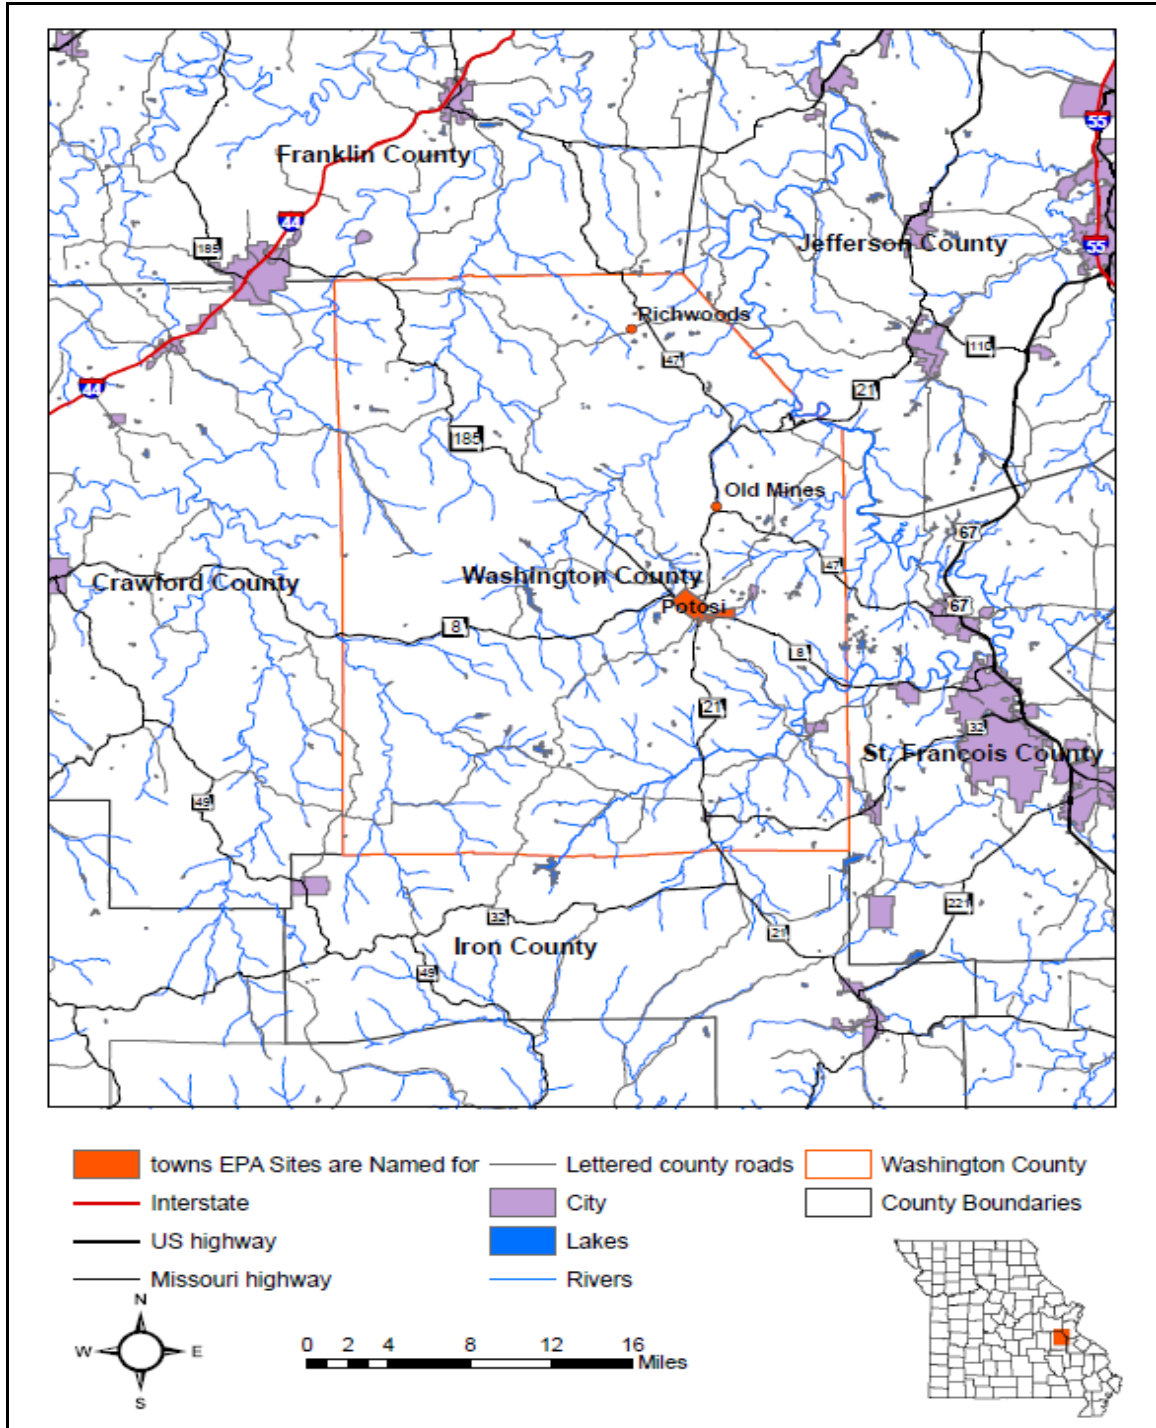 55
Franklin County
44
185
Jefferson County
55
Richwoods
110
47
44
21
185
Old Mines
67
47
Washington County
Crawford County
Potosi
67
8
8
21
32
St. Francois County
49
221
32
21
Iron County
49
towns EPA Sites are Named for
Lettered county roads
Washington County
Interstate
City
County Boundaries
US highway
Lakes
Missouri highway
Rivers
N
W E
S
0 2 4 8 12 16
Miles